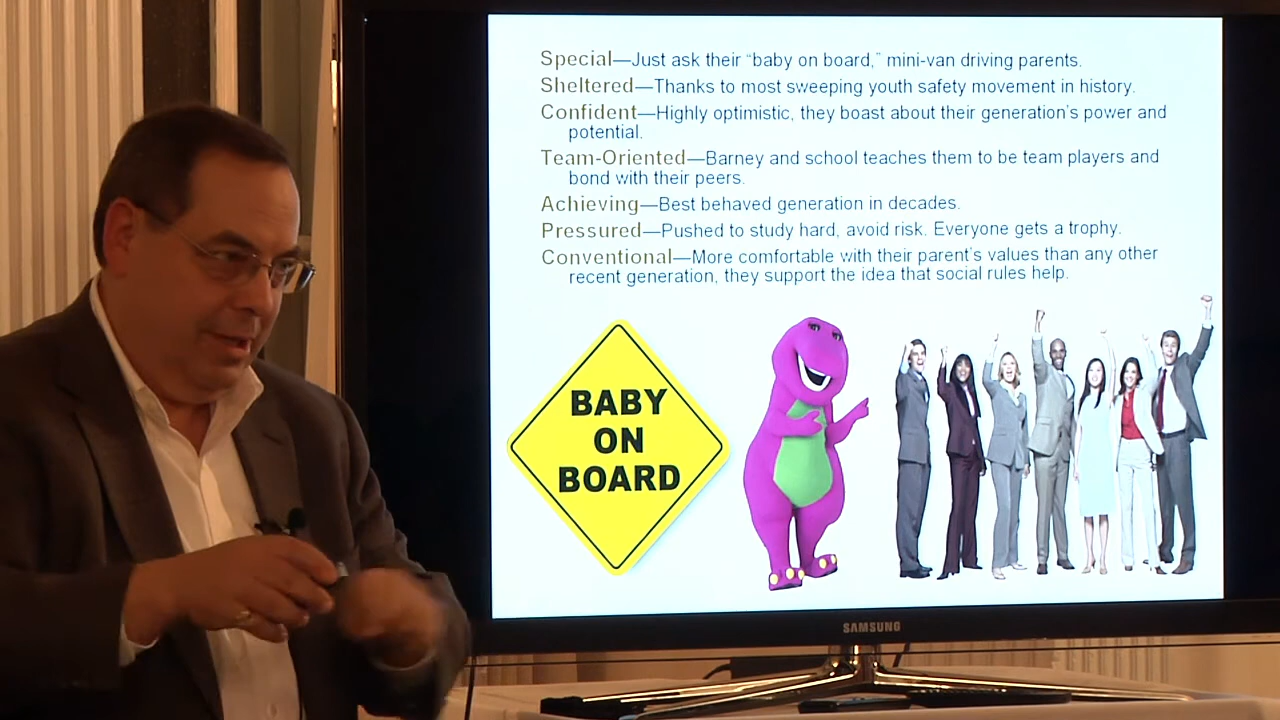 Special—Just ask their “baby on board,” mini-van driving parents.
Sheltered—Thanks to most sweeping youth safety movement in history.
Confident—Highly optimistic, they boast about their generation’s power and
potential.
Team-Oriented—Barney and school teaches them to be team players and
bond with their peers.
Achieving—Best behaved generation in decades.
Pressured—Pushed to study hard, avoid risk. Everyone gets a trophy.
Conventional—More comfortable with their parent’s values than any other
recent generation, they support the idea that social rules help.
BABY
ON
BOARD
SAMSUNG